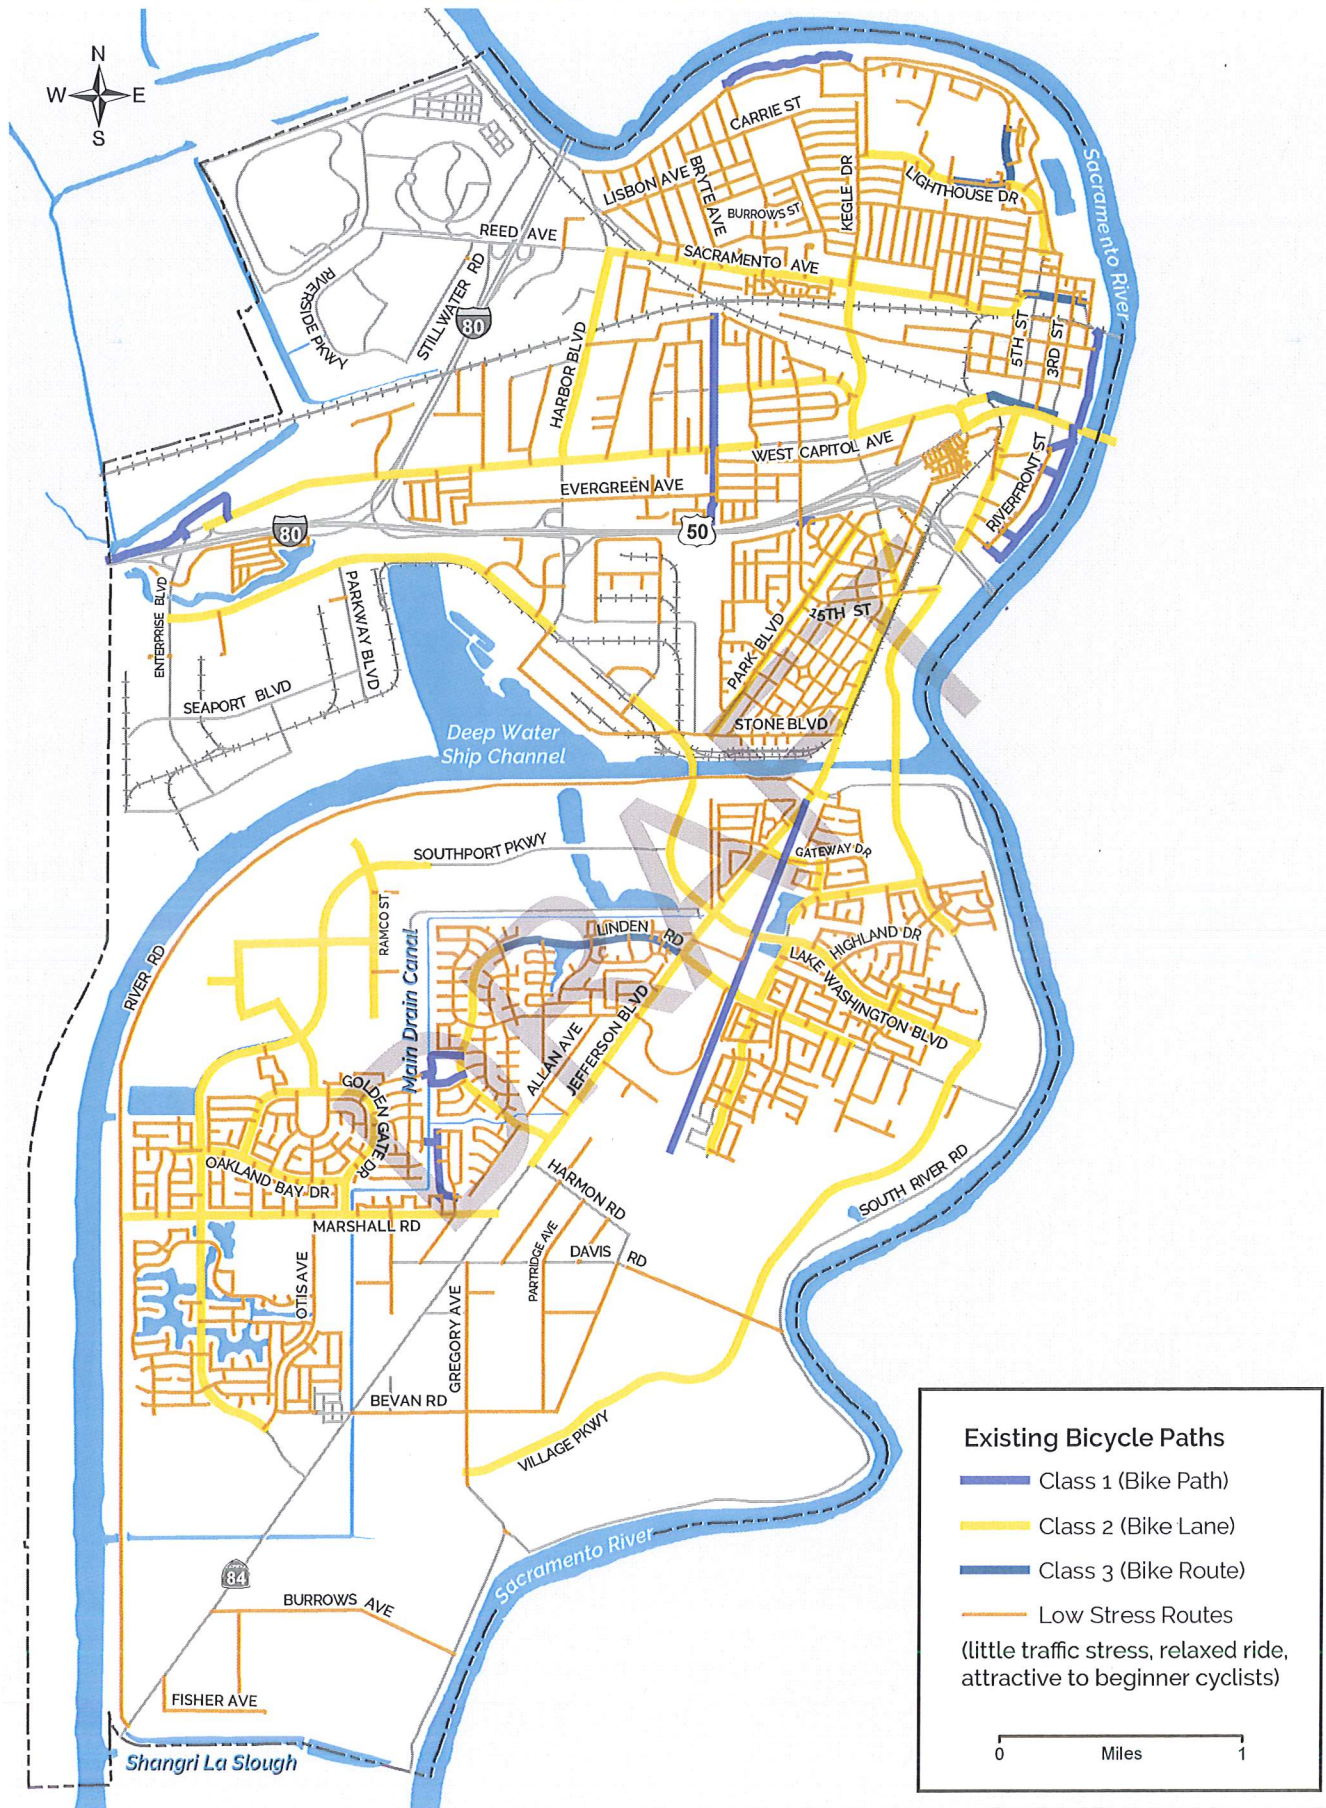 N
W E
S
Sacramento River
CARRIE ST
LISBON AVE
BRYTE AVE
BURROWS ST
KEGLE DR
LIGHTHOUSE DR
REED AVE
SACRAMENTO AVE
RIVERSIDE PKWY
STILLWATER RD
80
HARBOR BLVD
5TH ST
3RD ST
WEST CAPITOL AVE
EVERGREEN AVE
RIVERFRONT ST
80
50
ENTERPRISE BLVD
PARKWAY BLVD
15TH ST
PARK BLVD
SEAPORT BLVD
STONE BLVD
Deep Water
Ship Channel
SOUTHPORT PKWY
GATEWAY DR
RAMCO ST
LINDEN RD
HIGHLAND DR
RIVER RD
Main Drain Canal
LAKE WASHINGTON BLVD
ALLAN AVE
JEFFERSON BLVD
GOLDEN GATE DR
OAKLAND BAY DR
HARMON RD
SOUTH RIVER RD
MARSHALL RD
PARTRIDGE AVE
DAVIS RD
OTIS AVE
GREGORY AVE
BEVAN RD
VILLAGE PKWY
Sacramento River
84
BURROWS AVE
FISHER AVE
Shangri La Slough
DRAFT
Existing Bicycle Paths
Class 1 (Bike Path)
Class 2 (Bike Lane)
Class 3 (Bike Route)
Low Stress Routes
(little traffic stress, relaxed ride,
attractive to beginner cyclists)
0 Miles 1